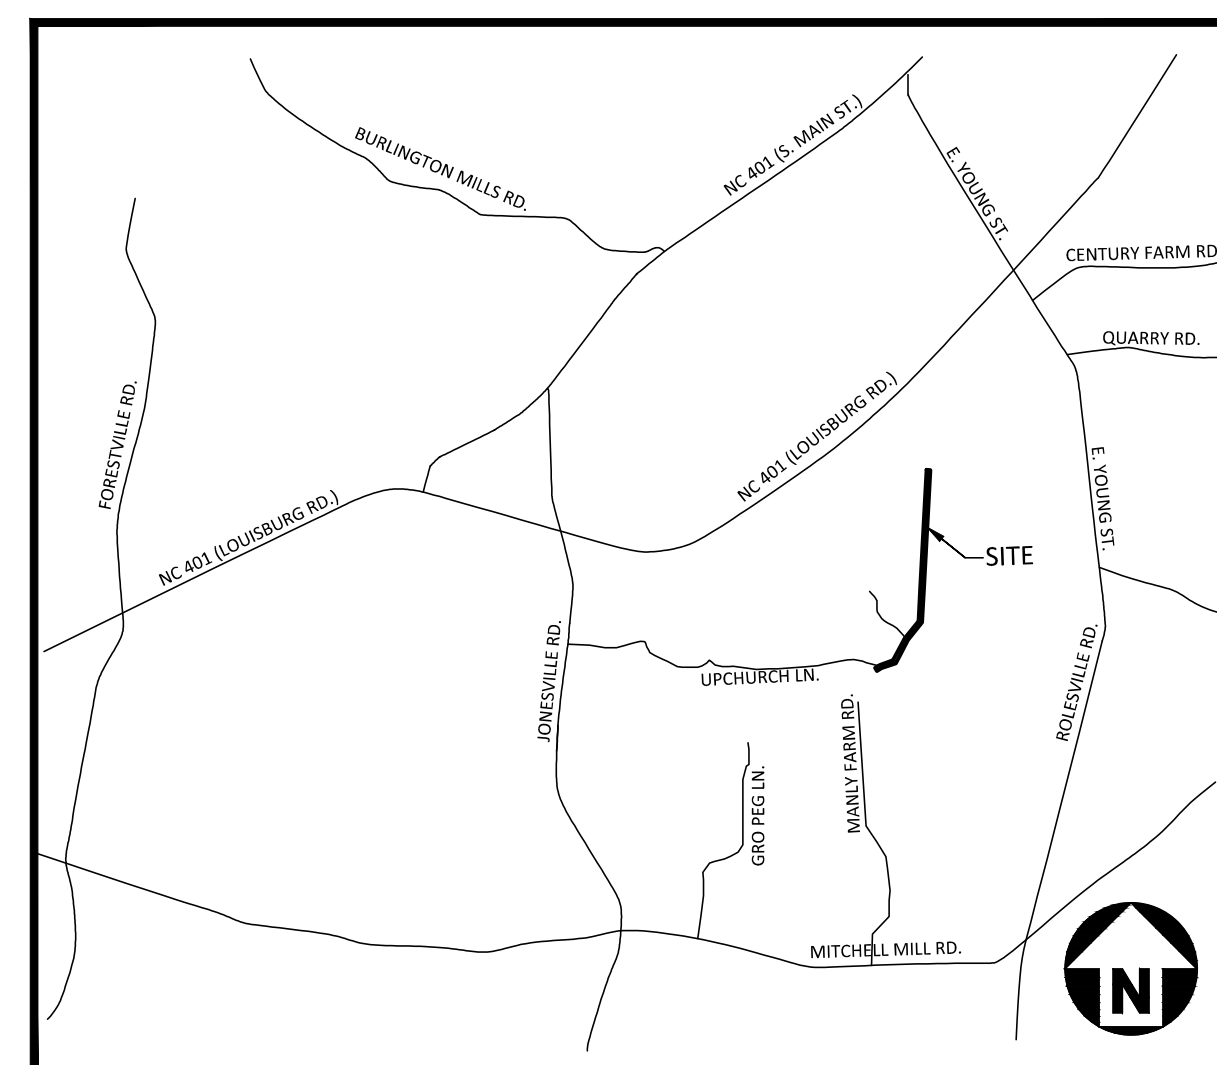 BURLINGTON MILLS RD.
NC 401 (S. MAIN ST.)
E. YOUNG ST.
CENTURY FARM RD
QUARRY RD.
FORESTVILLE RD.
NC 401 (LOUISBURG RD.)
NC 401 (LOUISBURG RD.)
E. YOUNG ST.
SITE
JONESVILLE RD.
UPCHURCH LN.
ROLESVILLE RD.
MANLY FARM RD.
GRO PEG LN.
MITCHELL MILL RD.
N